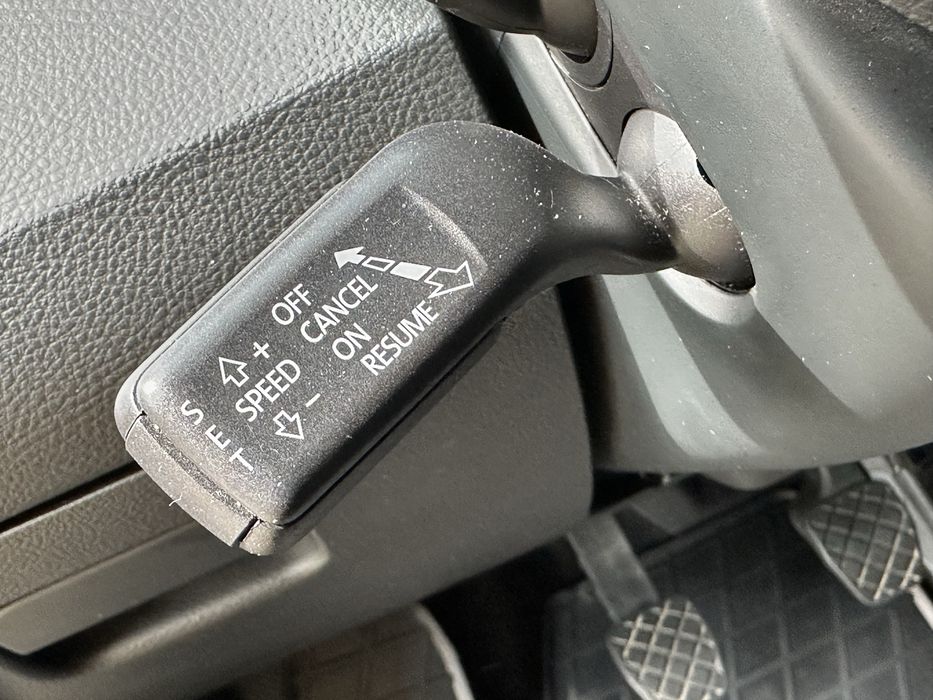 OFF
CANCEL
ON
RESUME
+
SPEED
-
SET